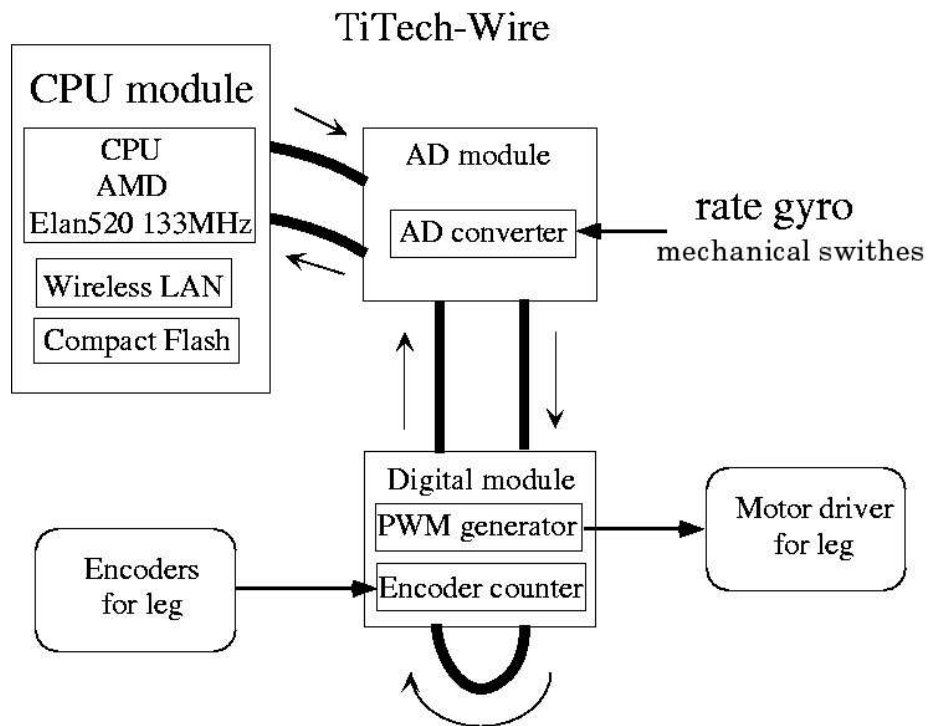 TiTech-Wire
CPU module
CPU
AMD
Elan520 133MHz
Wireless LAN
Compact Flash
AD module
AD converter
rate gyro
mechanical swithes
Digital module
PWM generator
Encoder counter
Motor driver
for leg
Encoders
for leg